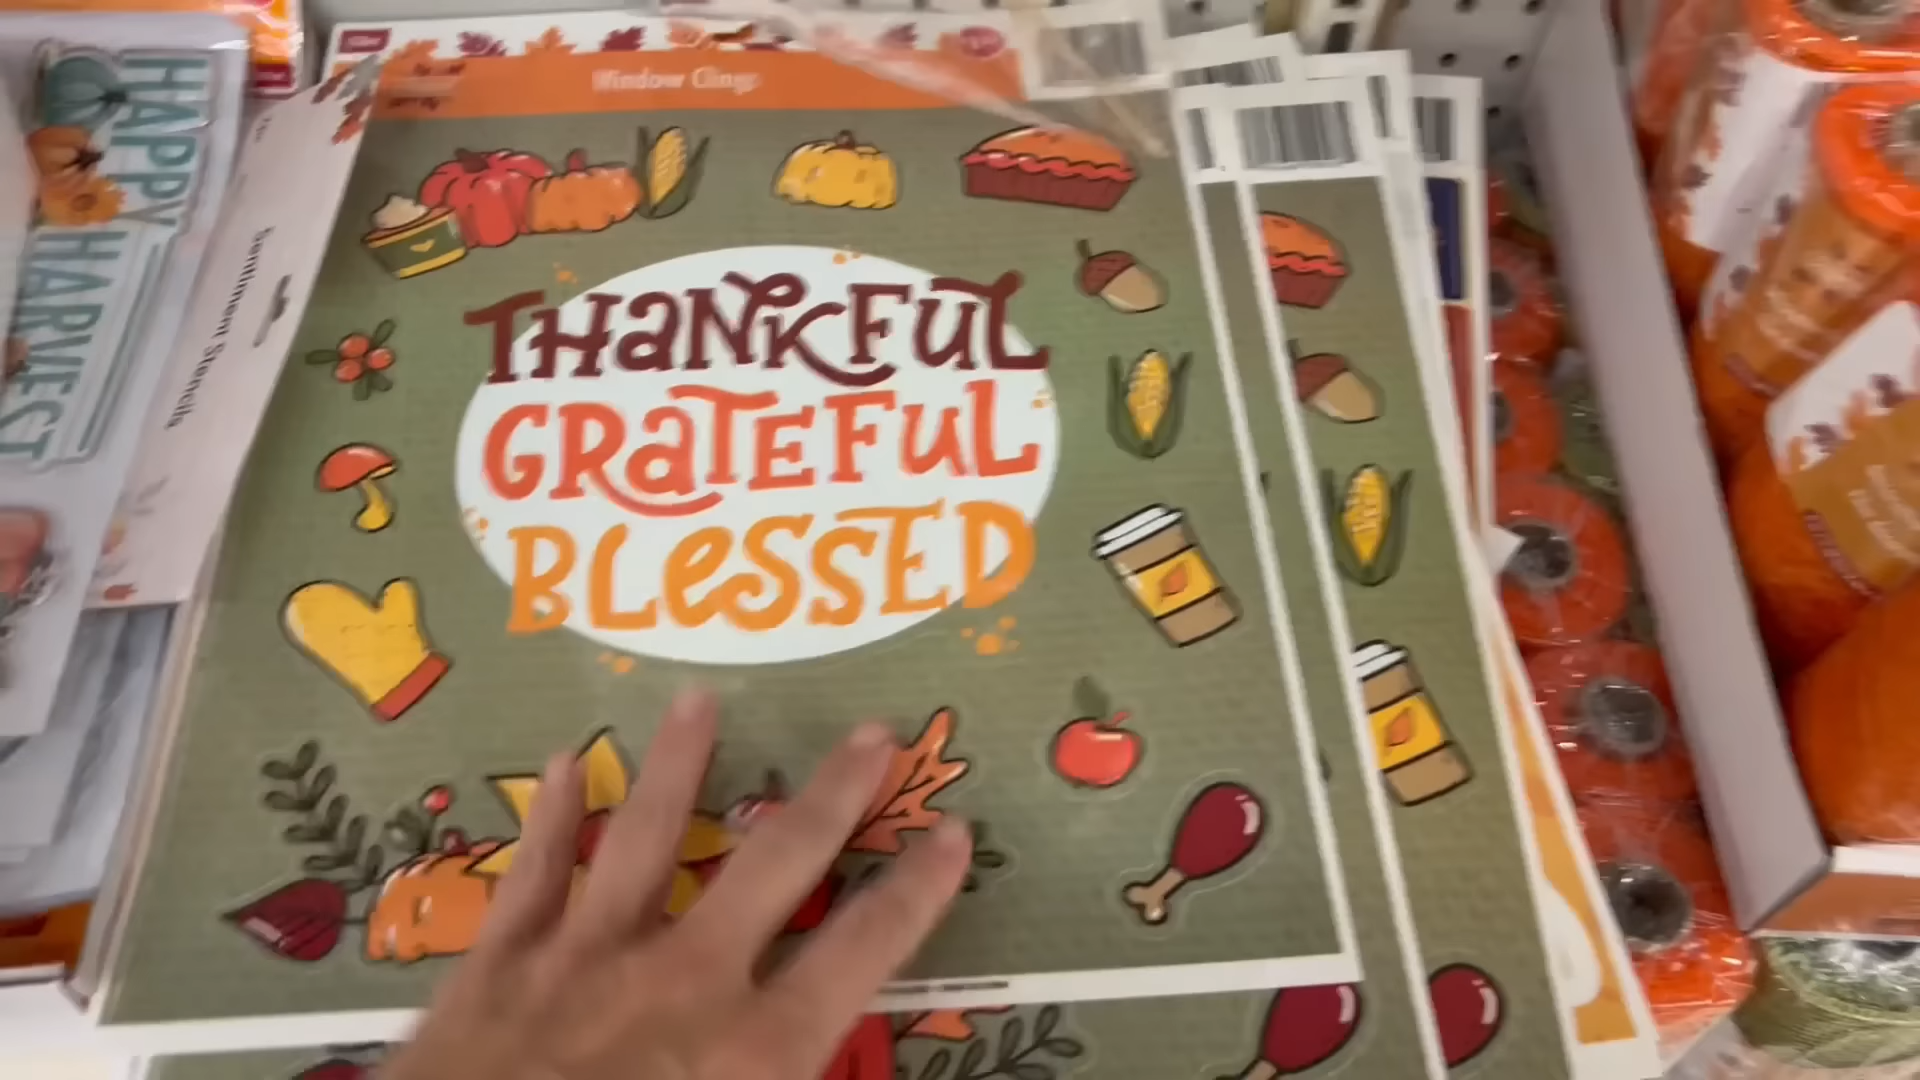 Window Clings
THANKFUL
GRATEFUL
BLESSED
HAPPY HARVEST
Sentiment Stencils